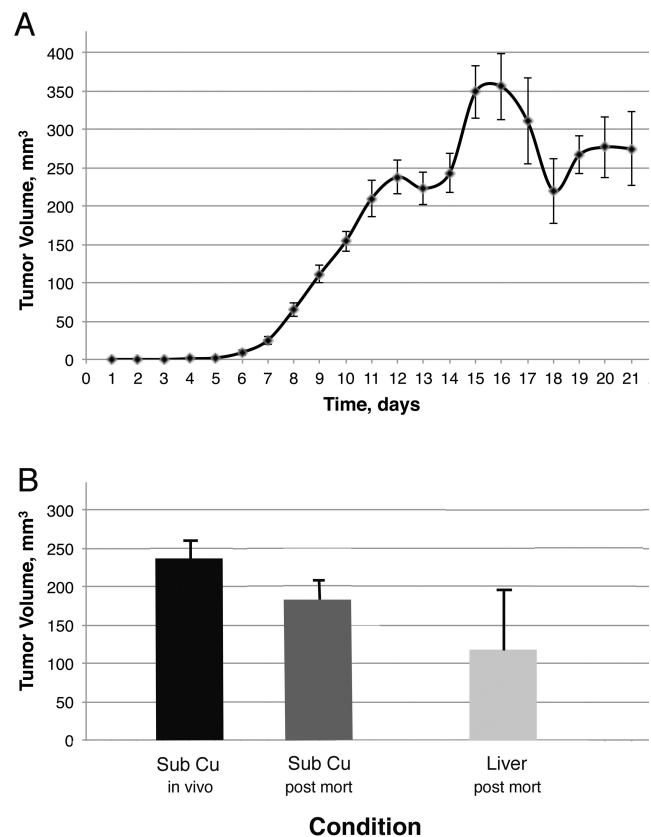 A
400
350
300
250
200
150
100
50
0
Tumor Volume, mm³
0 1 2 3 4 5 6 7 8 9 10 11 12 13 14 15 16 17 18 19 20 21
Time, days
B
300
250
200
150
100
50
0
Tumor Volume, mm³
Sub Cu Sub Cu Liver
in vivo post mort post mort
Condition